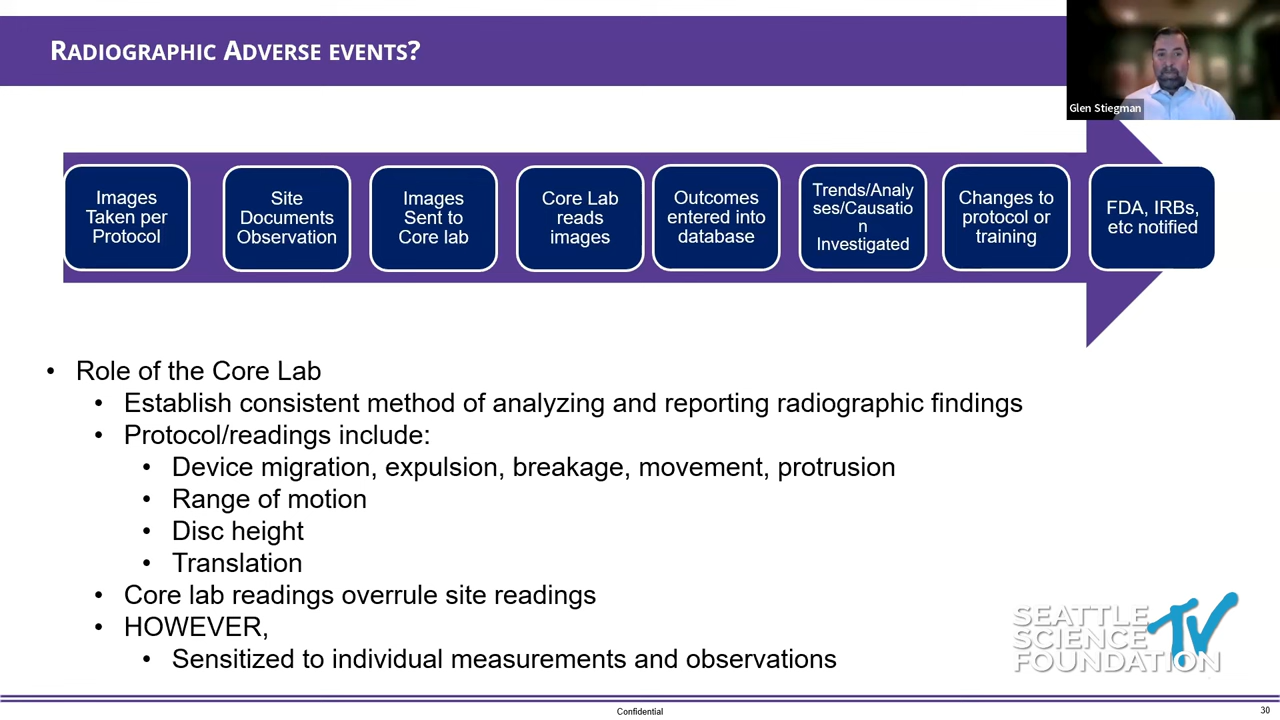 RADIOGRAPHIC ADVERSE EVENTS?
Glen Stiegman
Images
Taken per
Protocol
Site
Documents
Observation
Images
Sent to
Core lab
Core Lab
reads
images
Outcomes
entered into
database
Trends/Analy
ses/Causatio
n
Investigated
Changes to
protocol or
training
FDA, IRBs,
etc notified
• Role of the Core Lab
• Establish consistent method of analyzing and reporting radiographic findings
• Protocol/readings include:
• Device migration, expulsion, breakage, movement, protrusion
• Range of motion
• Disc height
• Translation
• Core lab readings overrule site readings
• HOWEVER,
• Sensitized to individual measurements and observations
SEATTLE
SCIENCE
FOUNDATION
TV
Confidential
30